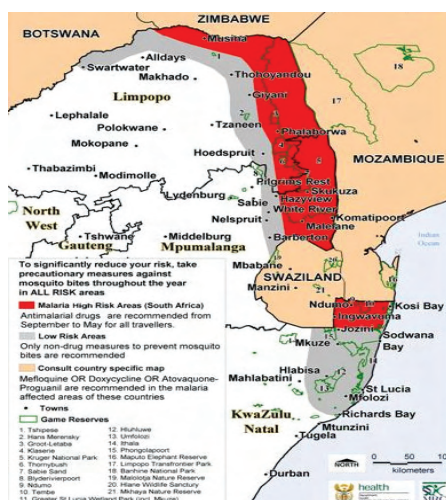 ZIMBABWE
BOTSWANA
Musina
Alldays
Swartwater
Thohoyandou
Makhado
Giyani
Limpopo
Lephalale
Tzaneen
Polokwane
Phalaborwa
Mokopane
Hoedspruit
MOZAMBIQUE
Thabazimbi
Modimolle
Pilgrims Rest
Lydenburg
Skukuza
Hazyview
Sabie
White River
North
West
Nelspruit
Malelane
Komatipoort
Gauteng
Tshwane
Middelburg
Mpumalanga
Barberton
Indian
Ocean
Mbabane
SWAZILAND
Manzini
To significantly reduce your risk, take
precautionary measures against
mosquito bites throughout the year
in ALL RISK areas
Malaria High Risk Areas (South Africa)
Antimalarial drugs are recommended from
September to May for all travellers.
Low Risk Areas
Only non-drug measures to prevent mosquito
bites are recommended
Consult country specific map
Mefloquine OR Doxycycline OR Atovaquone-
Proguanil are recommended in the malaria
affected areas of these countries
Towns
Game Reserves
1. Tshipese
2. Hans Merensky
3. Groot-Letaba
4. Klaserie
5. Kruger National Park
6. Thornybush
7. Sabie Sand
8. Blyderivierpoort
9. Ndumo
10. Tembe
11. Greater St Lucia Wetland Park (incl. Mkuze)
12. Hluhluwe
13. Umfolozi
14. Ithala
15. Phongolapoort
16. Maputo Elephant Reserve
17. Limpopo Transfrontier Park
18. Banhine National Park
19. Malolotja Nature Reserve
20. Hlane Wildlife Sanctuary
21. Mkhaya Nature Reserve
Ndumo
Kosi Bay
Ingwavuma
Jozini
Sodwana
Bay
Mkuze
Hlabisa
Mahlabatini
St Lucia
Mfolozi
KwaZulu
Natal
Richards Bay
Mtunzini
Tugela
Durban
NORTH
0 50
kilometers
health